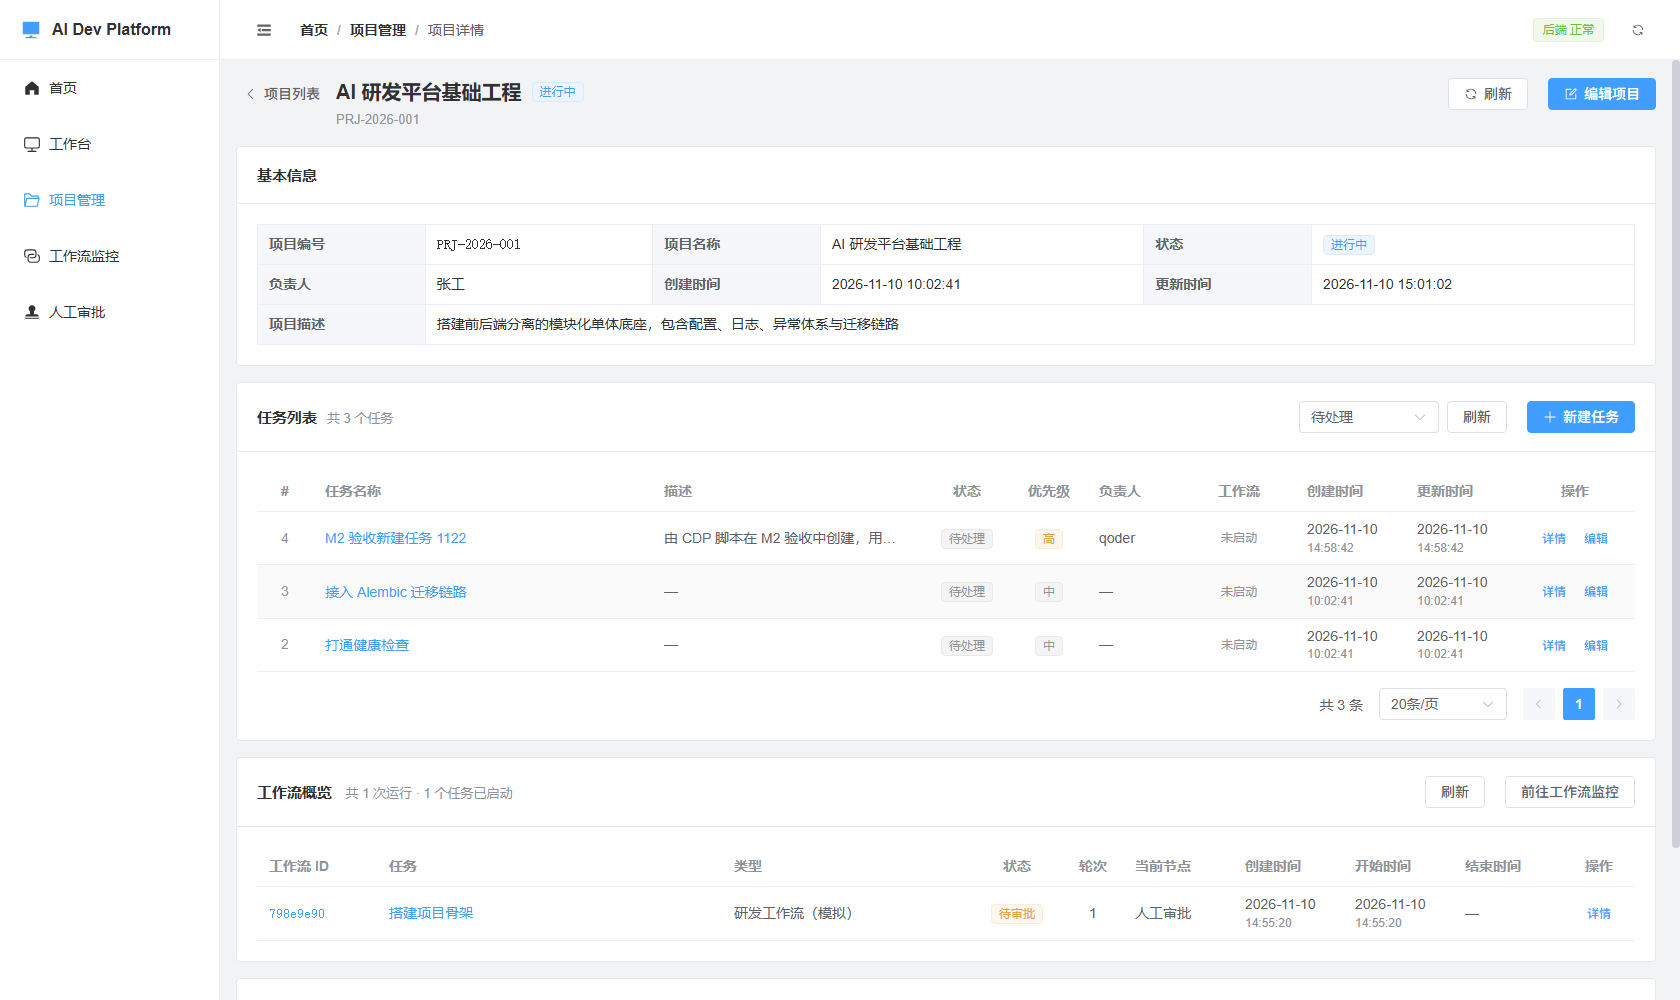 AI Dev Platform
首页 / 项目管理 / 项目详情
后端 正常
首页
工作台
项目管理
工作流监控
人工审批
项目列表
AI 研发平台基础工程
进行中
PRJ-2026-001
刷新
编辑项目
基本信息
项目编号 PRJ-2026-001 项目名称 AI 研发平台基础工程 状态 进行中
负责人 张工 创建时间 2026-11-10 10:02:41 更新时间 2026-11-10 15:01:02
项目描述 搭建前后端分离的模块化单体底座，包含配置、日志、异常体系与迁移链路
任务列表 共 3 个任务
待处理 刷新 新建任务
# 任务名称 描述 状态 优先级 负责人 工作流 创建时间 更新时间 操作
4 M2 验收新建任务 1122 由 CDP 脚本在 M2 验收中创建，用… 待处理 高 qoder 未启动 2026-11-10 14:58:42 2026-11-10 14:58:42 详情 编辑
3 接入 Alembic 迁移链路 — 待处理 中 — 未启动 2026-11-10 10:02:41 2026-11-10 10:02:41 详情 编辑
2 打通健康检查 — 待处理 中 — 未启动 2026-11-10 10:02:41 2026-11-10 10:02:41 详情 编辑
共 3 条 20条/页 1
工作流概览 共 1 次运行 · 1 个任务已启动
刷新 前往工作流监控
工作流 ID 任务 类型 状态 轮次 当前节点 创建时间 开始时间 结束时间 操作
798e9e90 搭建项目骨架 研发工作流（模拟） 待审批 1 人工审批 2026-11-10 14:55:20 2026-11-10 14:55:20 — 详情